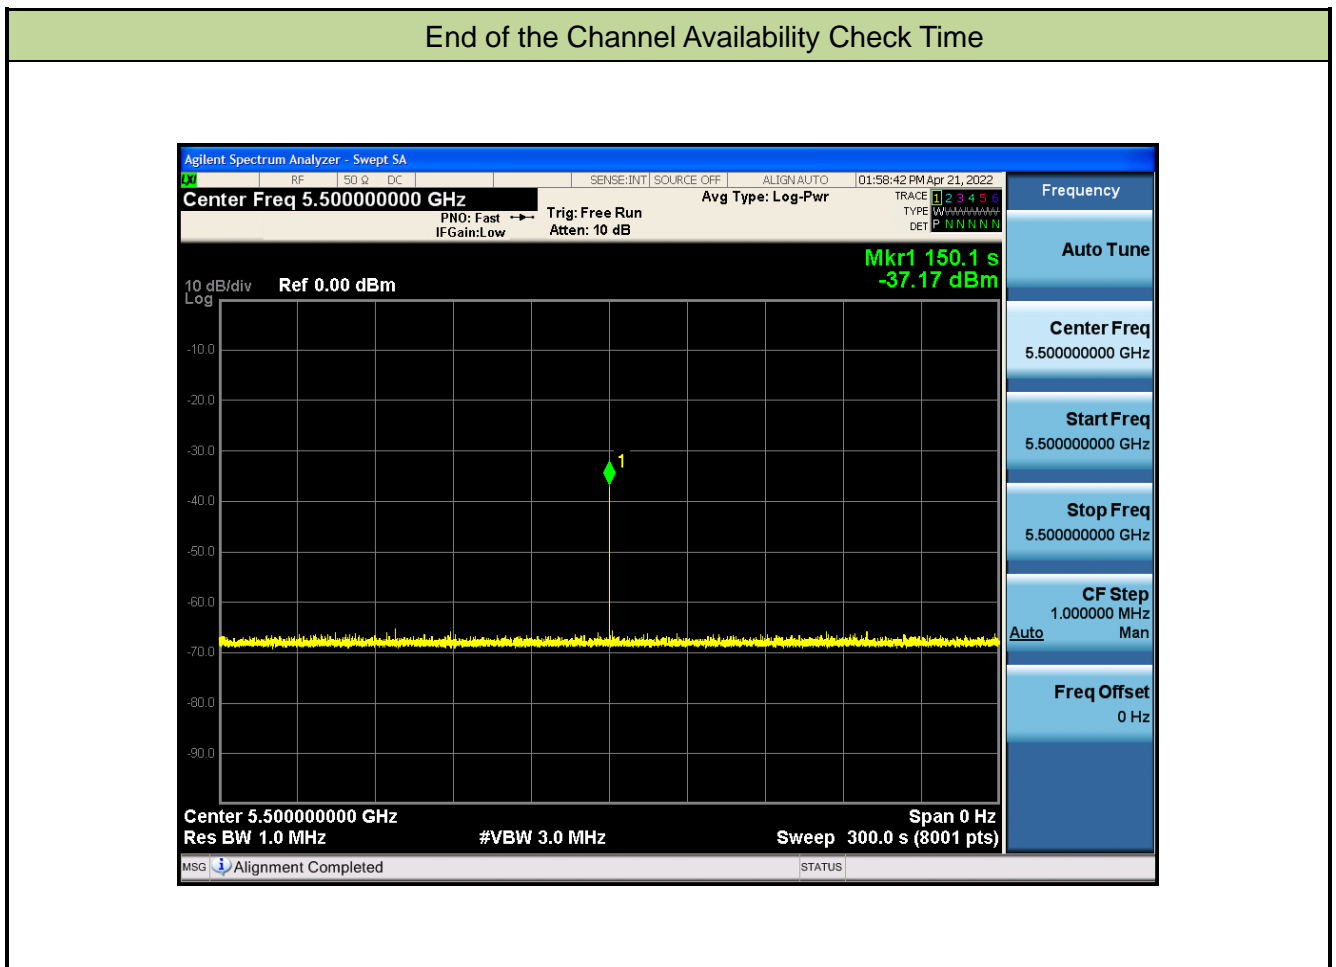 End of the Channel Availability Check Time
Agilent Spectrum Analyzer - Swept SA
LXI RF 50 Ω DC SENSE:INT SOURCE OFF ALIGN AUTO 01:58:42 PM Apr 21, 2022
Center Freq 5.500000000 GHz
PNO: Fast
IFGain:Low
Trig: Free Run
Atten: 10 dB
Avg Type: Log-Pwr
TRACE 1 2 3 4 5 6
TYPE WWWWWW
DET P N N N N N
Mkr1 150.1 s
-37.17 dBm
10 dB/div
Log
Ref 0.00 dBm
-10.0
-20.0
-30.0
1
-40.0
-50.0
-60.0
-70.0
-80.0
-90.0
Center 5.500000000 GHz
Span 0 Hz
Res BW 1.0 MHz
#VBW 3.0 MHz
Sweep 300.0 s (8001 pts)
MSG Alignment Completed
STATUS
Frequency
Auto Tune
Center Freq
5.500000000 GHz
Start Freq
5.500000000 GHz
Stop Freq
5.500000000 GHz
CF Step
1.000000 MHz
Auto Man
Freq Offset
0 Hz